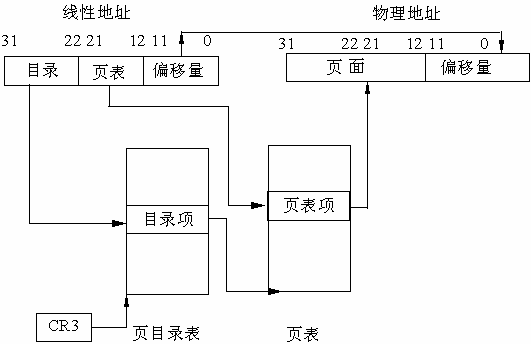 线性地址 物理地址
31 22 21 12 11 0 31 22 21 12 11 0
目录 页表 偏移量 页面 偏移量
目录项 页表项
CR3 页目录表 页表